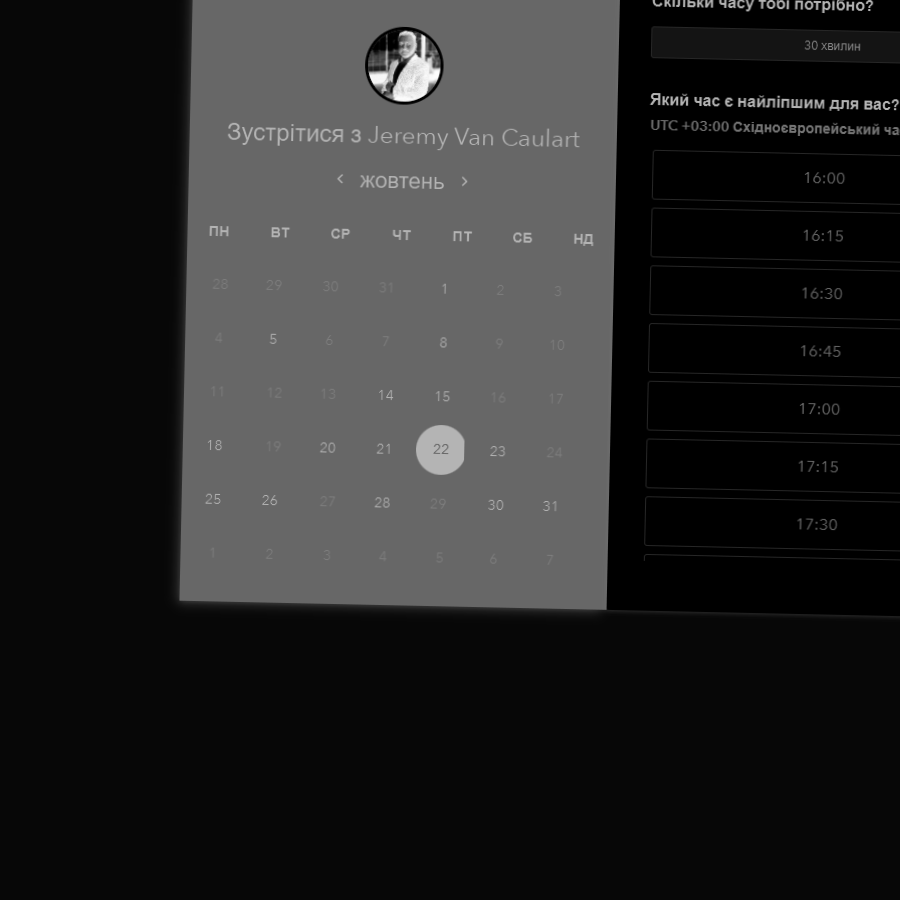 Зустрітися з Jeremy Van Caulart
жовтень
ПН ВТ СР ЧТ ПТ СБ НД
28 29 30 31 1 2 3
4 5 6 7 8 9 10
11 12 13 14 15 16 17
18 19 20 21 22 23 24
25 26 27 28 29 30 31
1 2 3 4 5 6 7
Скільки часу тобі потрібно?
30 хвилин
Який час є найліпшим для вас?
UTC +03:00 Східноєвропейський
16:00
16:15
16:30
16:45
17:00
17:15
17:30